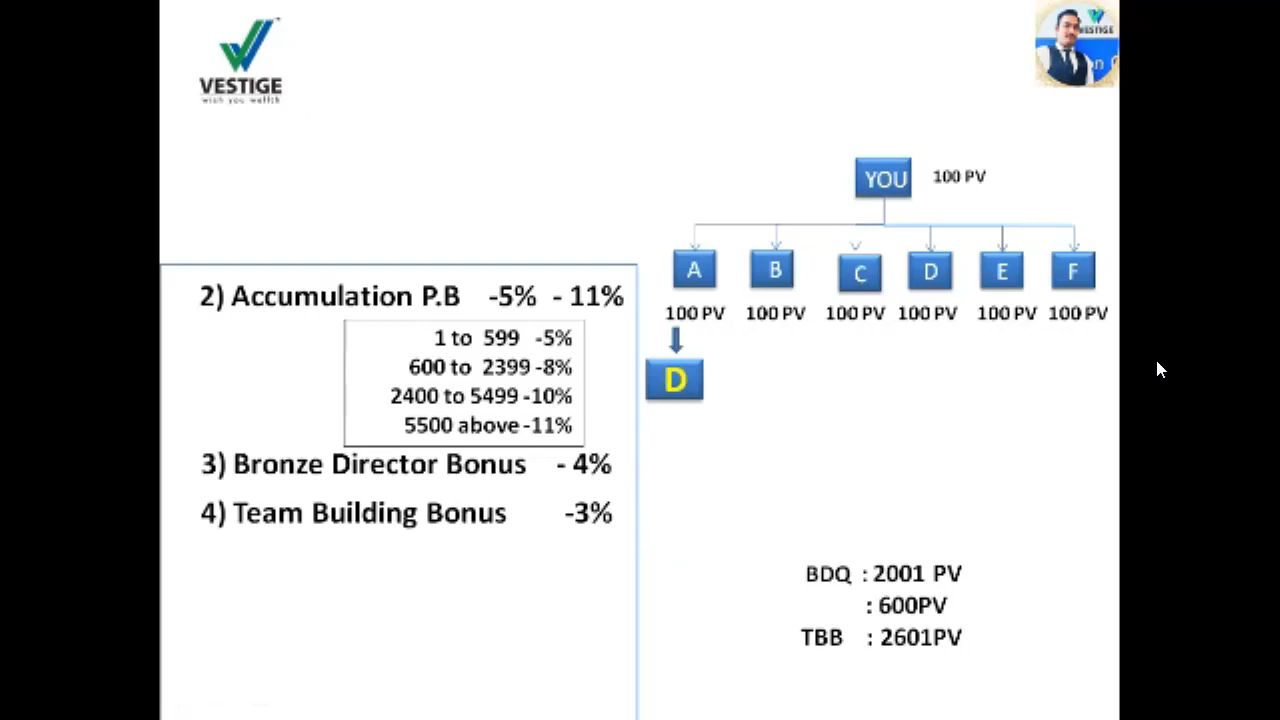 VESTIGE
wish you wellth
VESTIGE
YOU 100 PV
A B C D E F
100 PV 100 PV 100 PV 100 PV 100 PV 100 PV
D
2) Accumulation P.B -5% - 11%
1 to 599 -5%
600 to 2399 -8%
2400 to 5499 -10%
5500 above -11%
3) Bronze Director Bonus - 4%
4) Team Building Bonus -3%
BDQ : 2001 PV
: 600PV
TBB : 2601PV